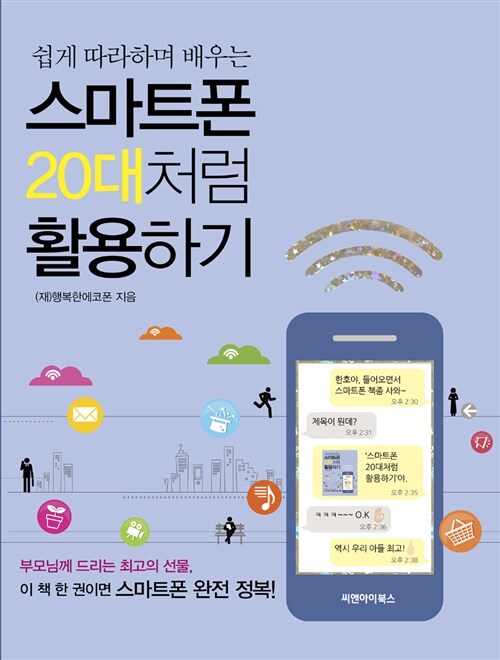 쉽게 따라하며 배우는
스마트폰
20대처럼
활용하기
(재)행복한에코폰 지음
한호야, 들어오면서
스마트폰 책좀 사와~
오후 2:30
제목이 뭔데?
오후 2:31
'스마트폰
20대처럼
활용하기'야.
오후 2:35
ㅋㅋㅋ~~~ O.K
오후 2:36
역시 우리 아들 최고!
오후 2:38
부모님께 드리는 최고의 선물,
이 책 한 권이면 스마트폰 완전 정복!
씨앤아이북스